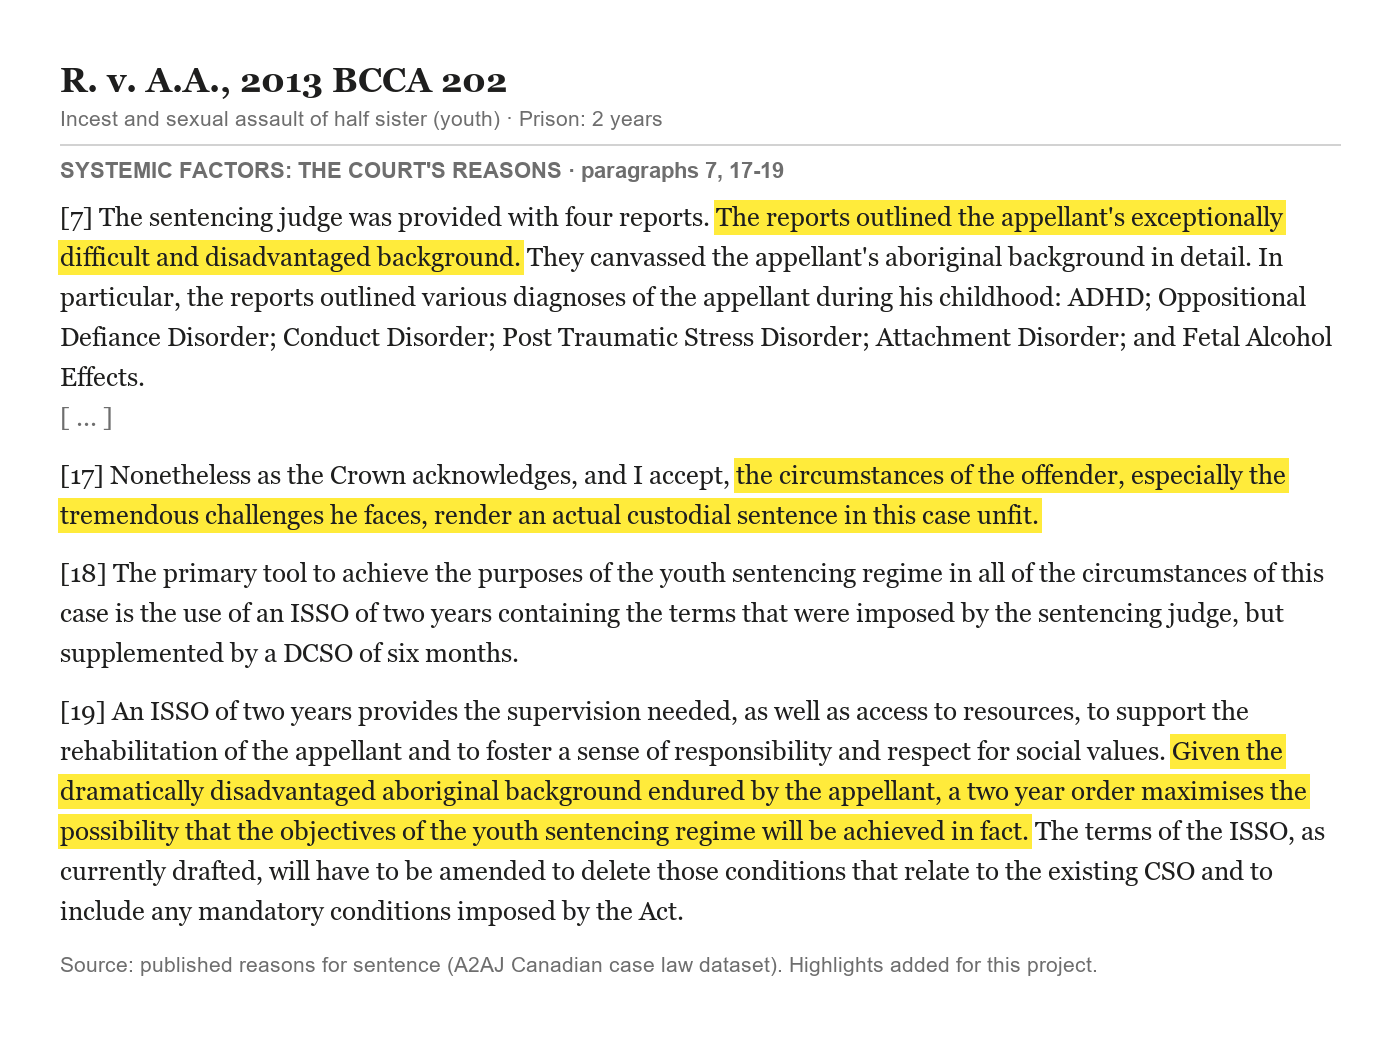 R. v. A.A., 2013 BCCA 202
Incest and sexual assault of half sister (youth) · Prison: 2 years
SYSTEMIC FACTORS: THE COURT'S REASONS · paragraphs 7, 17-19
[7] The sentencing judge was provided with four reports. The reports outlined the appellant's exceptionally
difficult and disadvantaged background. They canvassed the appellant's aboriginal background in detail. In
particular, the reports outlined various diagnoses of the appellant during his childhood: ADHD; Oppositional
Defiance Disorder; Conduct Disorder; Post Traumatic Stress Disorder; Attachment Disorder; and Fetal Alcohol
Effects.
[ ... ]
[17] Nonetheless as the Crown acknowledges, and I accept, the circumstances of the offender, especially the
tremendous challenges he faces, render an actual custodial sentence in this case unfit.
[18] The primary tool to achieve the purposes of the youth sentencing regime in all of the circumstances of this
case is the use of an ISSO of two years containing the terms that were imposed by the sentencing judge, but
supplemented by a DCSO of six months.
[19] An ISSO of two years provides the supervision needed, as well as access to resources, to support the
rehabilitation of the appellant and to foster a sense of responsibility and respect for social values. Given the
dramatically disadvantaged aboriginal background endured by the appellant, a two year order maximises the
possibility that the objectives of the youth sentencing regime will be achieved in fact. The terms of the ISSO, as
currently drafted, will have to be amended to delete those conditions that relate to the existing CSO and to
include any mandatory conditions imposed by the Act.
Source: published reasons for sentence (A2AJ Canadian case law dataset). Highlights added for this project.